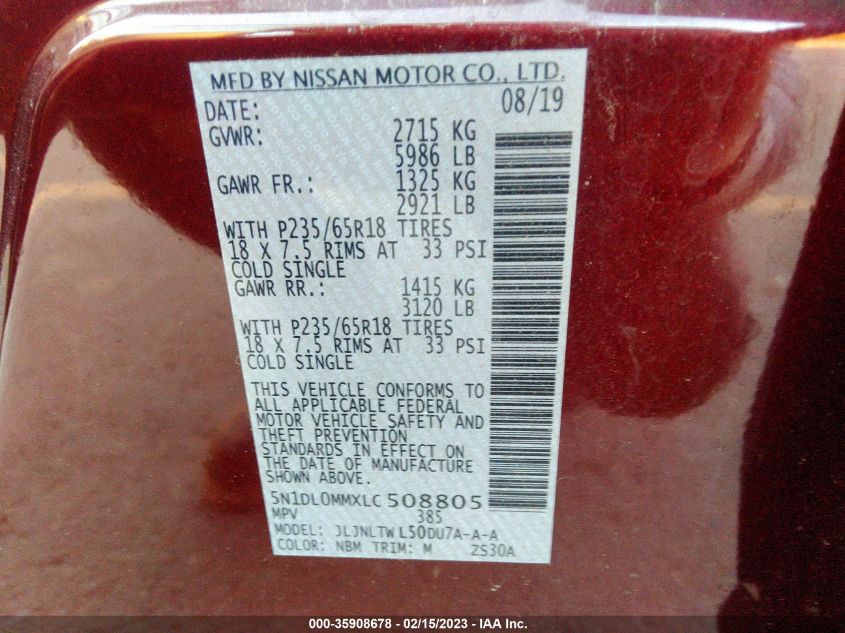 MFD BY NISSAN MOTOR CO., LTD.
DATE: 08/19
GVWR: 2715 KG
5986 LB
GAWR FR.: 1325 KG
2921 LB
WITH P235/65R18 TIRES
18 X 7.5 RIMS AT 33 PSI
COLD SINGLE
GAWR RR.: 1415 KG
3120 LB
WITH P235/65R18 TIRES
18 X 7.5 RIMS AT 33 PSI
COLD SINGLE
THIS VEHICLE CONFORMS TO
ALL APPLICABLE FEDERAL
MOTOR VEHICLE SAFETY AND
THEFT PREVENTION
STANDARDS IN EFFECT ON
THE DATE OF MANUFACTURE
SHOWN ABOVE.
5N1DL0MMXLC508805
MPV 385
MODEL: JLJNLTWL50DU7A-A-A
COLOR: NBM TRIM: M ZS30A
000-35908678 - 02/15/2023 - IAA Inc.